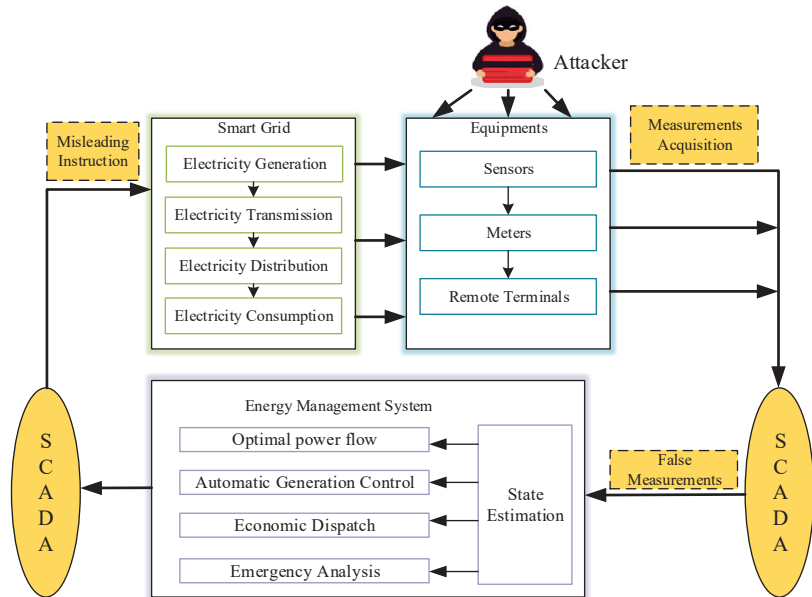 Attacker
Misleading
Instruction
Smart Grid
Electricity Generation
Electricity Transmission
Electricity Distribution
Electricity Consumption
Equipments
Sensors
Meters
Remote Terminals
Measurements
Acquisition
S
C
A
D
A
Energy Management System
Optimal power flow
Automatic Generation Control
Economic Dispatch
Emergency Analysis
State
Estimation
False
Measurements
S
C
A
D
A